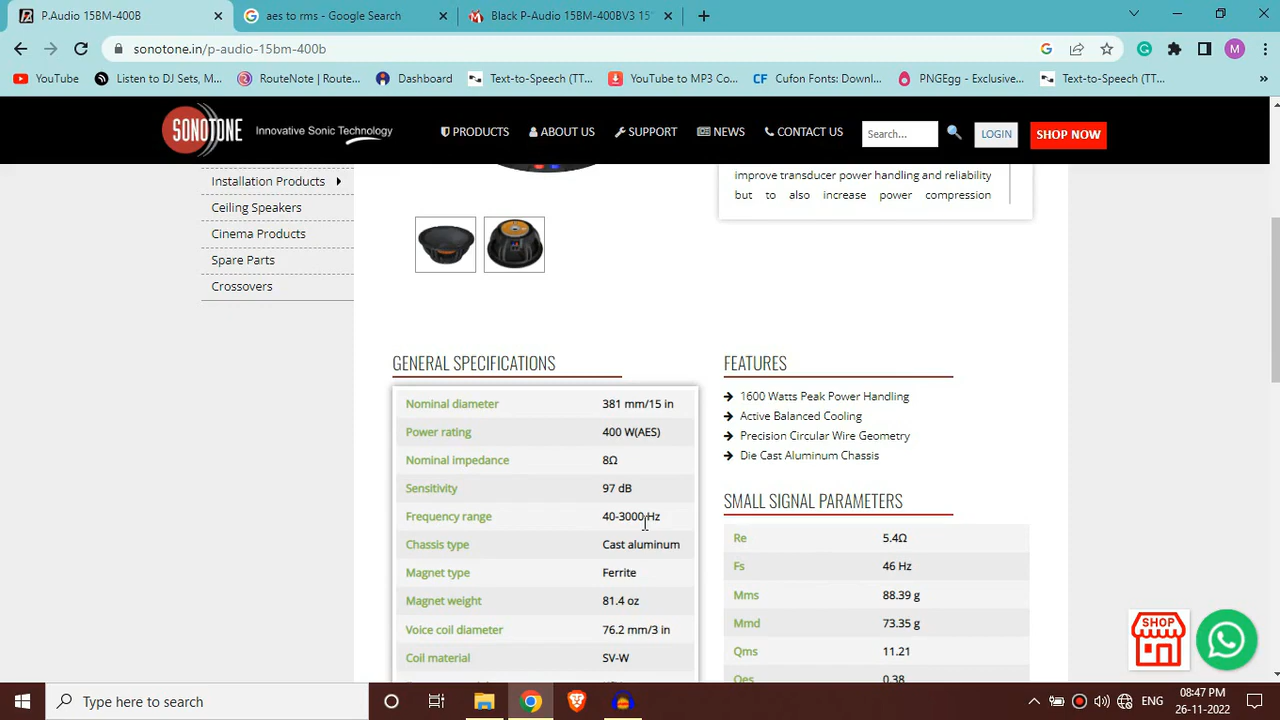 P.Audio 15BM-400B
aes to rms - Google Search
Black P-Audio 15BM-400BV3 15"
sonotone.in/p-audio-15bm-400b
M
YouTube
Listen to DJ Sets, M...
RouteNote | Route...
Dashboard
Text-to-Speech (TT...
YouTube to MP3 Co...
CF Cufon Fonts: Downl...
PNGEgg - Exclusive...
Text-to-Speech (TT...
SONOTONE
Innovative Sonic Technology
PRODUCTS
ABOUT US
SUPPORT
NEWS
CONTACT US
Search...
LOGIN
SHOP NOW
Installation Products
Ceiling Speakers
Cinema Products
Spare Parts
Crossovers
improve transducer power handling and reliability
but to also increase power compression
GENERAL SPECIFICATIONS
Nominal diameter 381 mm/15 in
Power rating 400 W(AES)
Nominal impedance 8Ω
Sensitivity 97 dB
Frequency range 40-3000 Hz
Chassis type Cast aluminum
Magnet type Ferrite
Magnet weight 81.4 oz
Voice coil diameter 76.2 mm/3 in
Coil material SV-W
FEATURES
1600 Watts Peak Power Handling
Active Balanced Cooling
Precision Circular Wire Geometry
Die Cast Aluminum Chassis
SMALL SIGNAL PARAMETERS
Re 5.4Ω
Fs 46 Hz
Mms 88.39 g
Mmd 73.35 g
Qms 11.21
Qes 0.38
SHOP
Type here to search
ENG
08:47 PM
26-11-2022